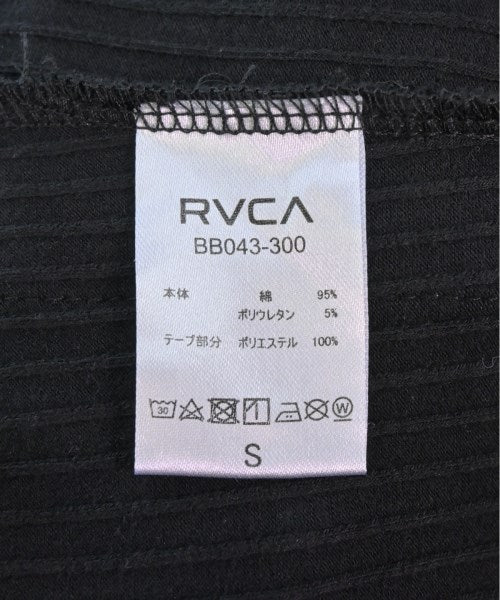 RVCA
BB043-300
本体 綿 95%
ポリウレタン 5%
テープ部分 ポリエステル 100%
30 W
S